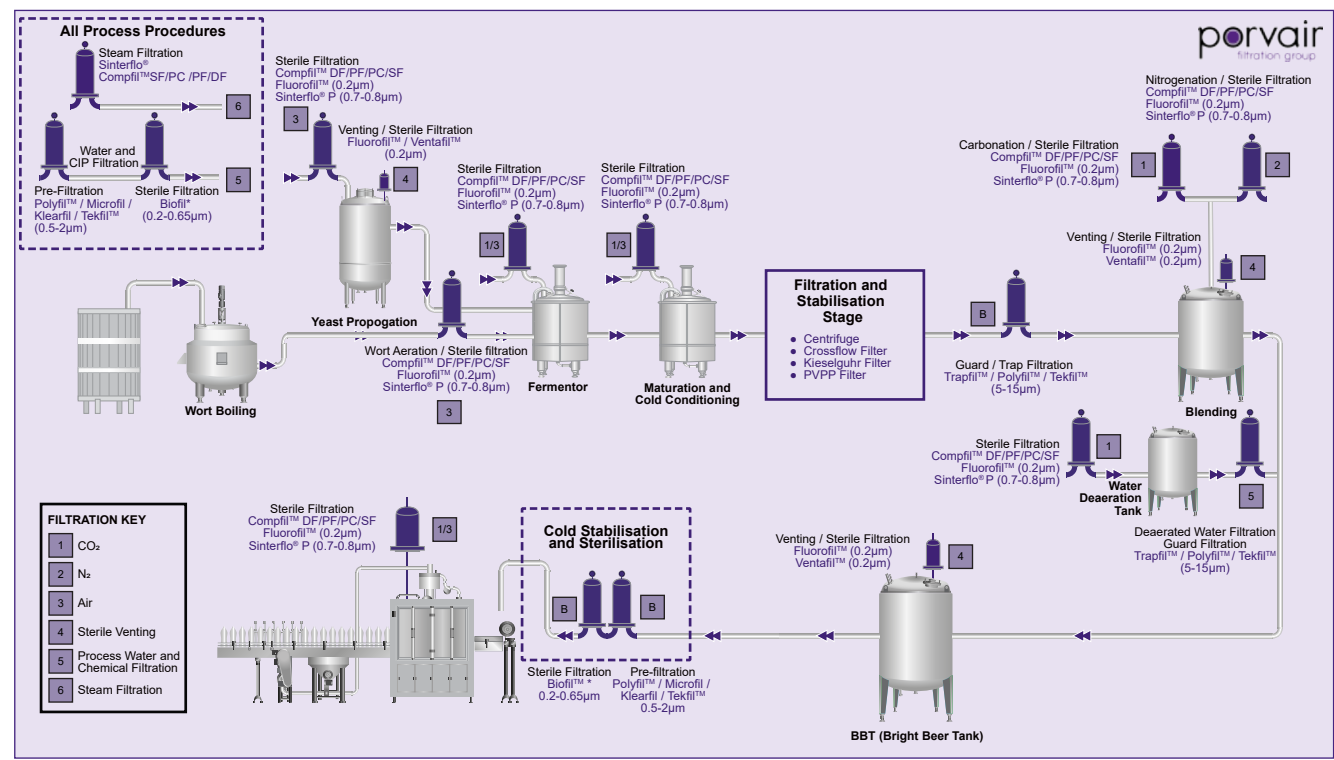 All Process Procedures
Steam Filtration
Sinterflo®
Compfil™SF/PC /PF/DF
6
Water and
CIP Filtration
5
Pre-Filtration
Polyfil™ / Microfil /
Klearfil / Tekfil™
(0.5-2µm)
Sterile Filtration
Biofil*
(0.2-0.65µm)
Sterile Filtration
Compfil™ DF/PF/PC/SF
Fluorofil™ (0.2µm)
Sinterflo® P (0.7-0.8µm)
3
Venting / Sterile Filtration
Fluorofil™ / Ventafil™
(0.2µm)
4
Sterile Filtration
Compfil™ DF/PF/PC/SF
Fluorofil™ (0.2µm)
Sinterflo® P (0.7-0.8µm)
1/3
Sterile Filtration
Compfil™ DF/PF/PC/SF
Fluorofil™ (0.2µm)
Sinterflo® P (0.7-0.8µm)
1/3
porvair
filtration group
Nitrogenation / Sterile Filtration
Compfil™ DF/PF/PC/SF
Fluorofil™ (0.2µm)
Sinterflo® P (0.7-0.8µm)
Carbonation / Sterile Filtration
Compfil™ DF/PF/PC/SF
Fluorofil™ (0.2µm)
Sinterflo® P (0.7-0.8µm)
1
2
Venting / Sterile Filtration
Fluorofil™ (0.2µm)
Ventafil™ (0.2µm)
4
Wort Boiling
Yeast Propogation
Wort Aeration / Sterile filtration
Compfil™ DF/PF/PC/SF
Fluorofil™ (0.2µm)
Sinterflo® P (0.7-0.8µm)
3
Fermentor
Maturation and
Cold Conditioning
Filtration and
Stabilisation
Stage
● Centrifuge
● Crossflow Filter
● Kieselguhr Filter
● PVPP Filter
B
Guard / Trap Filtration
Trapfil™ / Polyfil™ / Tekfil™
(5-15µm)
Blending
Sterile Filtration
Compfil™ DF/PF/PC/SF
Fluorofil™ (0.2µm)
Sinterflo® P (0.7-0.8µm)
1
Water
Deaeration
Tank
5
Deaerated Water Filtration
Guard Filtration
Trapfil™ / Polyfil™ / Tekfil™
(5-15µm)
FILTRATION KEY
1 CO₂
2 N₂
3 Air
4 Sterile Venting
5 Process Water and
Chemical Filtration
6 Steam Filtration
Sterile Filtration
Compfil™ DF/PF/PC/SF
Fluorofil™ (0.2µm)
Sinterflo® P (0.7-0.8µm)
1/3
Cold Stabilisation
and Sterilisation
B
B
Sterile Filtration
Biofil™ *
0.2-0.65µm
Pre-filtration
Polyfil™ / Microfil /
Klearfil / Tekfil™
0.5-2µm
Venting / Sterile Filtration
Fluorofil™ (0.2µm)
Ventafil™ (0.2µm)
4
BBT (Bright Beer Tank)